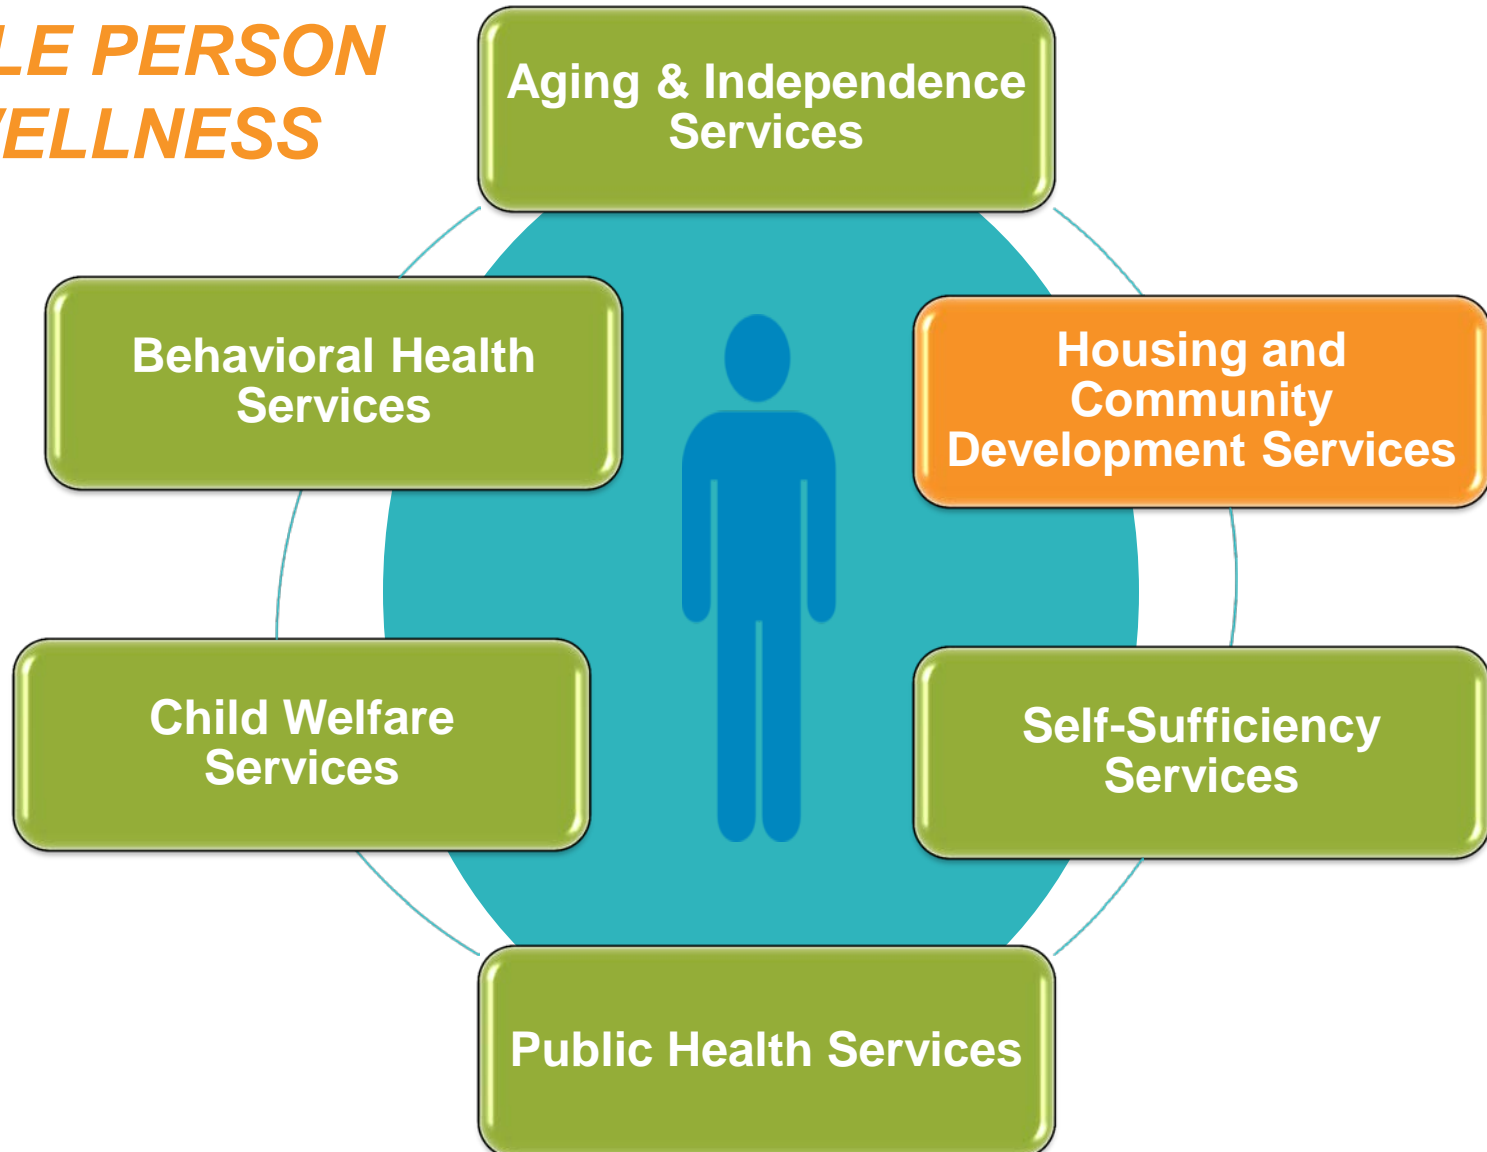 LE PERSON
WELLNESS
Aging & Independence
Services
Behavioral Health
Services
Housing and
Community
Development Services
Child Welfare
Services
Self-Sufficiency
Services
Public Health Services